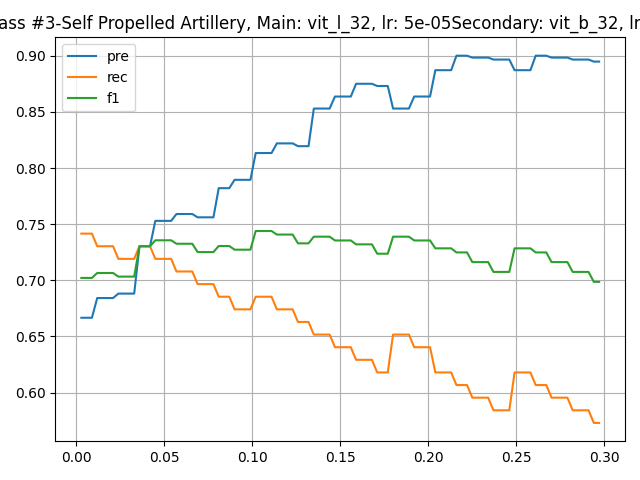 ass #3-Self Propelled Artillery, Main: vit_l_32, lr: 5e-05Secondary: vit_b_32, lr
pre
rec
f1
0.90
0.85
0.80
0.75
0.70
0.65
0.60
0.00 0.05 0.10 0.15 0.20 0.25 0.30